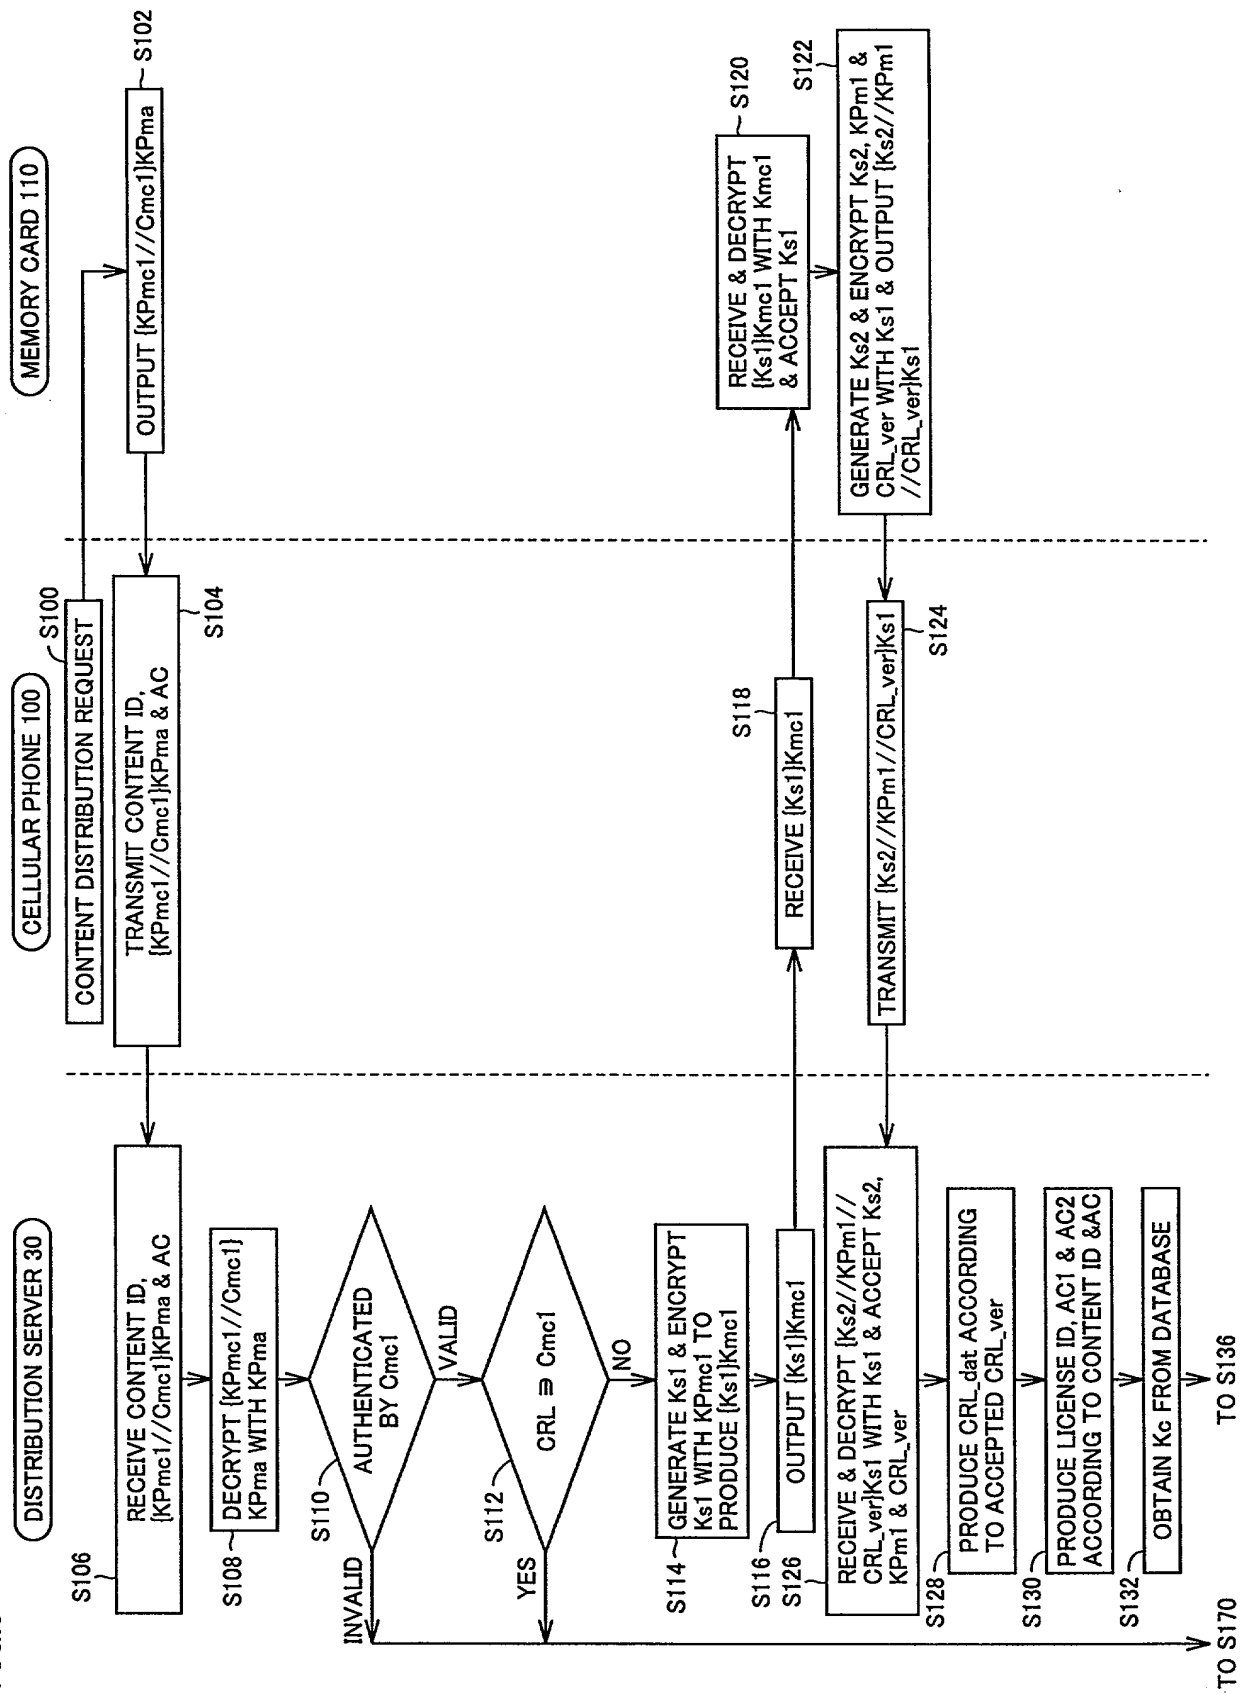 DISTRIBUTION SERVER 30
CELLULAR PHONE 100
MEMORY CARD 110
S100
CONTENT DISTRIBUTION REQUEST
S102
OUTPUT {KPmc1//Cmc1}KPma
TRANSMIT CONTENT ID,
{KPmc1//Cmc1}KPma & AC
S104
S106
RECEIVE CONTENT ID,
{KPmc1//Cmc1}KPma & AC
S108
DECRYPT {KPmc1//Cmc1}
KPma WITH KPma
S110
AUTHENTICATED
BY Cmc1
INVALID
VALID
S112
CRL ∋ Cmc1
YES
NO
S114
GENERATE Ks1 & ENCRYPT
Ks1 WITH KPmc1 TO
PRODUCE {Ks1}Kmc1
S116
OUTPUT {Ks1}Kmc1
S118
RECEIVE {Ks1}Kmc1
S120
RECEIVE & DECRYPT
{Ks1}Kmc1 WITH Kmc1
& ACCEPT Ks1
S122
GENERATE Ks2 & ENCRYPT Ks2, KPm1 &
CRL_ver WITH Ks1 & OUTPUT {Ks2//KPm1
//CRL_ver}Ks1
TRANSMIT {Ks2//KPm1//CRL_ver}Ks1
S124
S126
RECEIVE & DECRYPT {Ks2//KPm1//
CRL_ver}Ks1 WITH Ks1 & ACCEPT Ks2,
KPm1 & CRL_ver
S128
PRODUCE CRL_dat ACCORDING
TO ACCEPTED CRL_ver
S130
PRODUCE LICENSE ID, AC1 & AC2
ACCORDING TO CONTENT ID &AC
S132
OBTAIN Kc FROM DATABASE
TO S170
TO S136